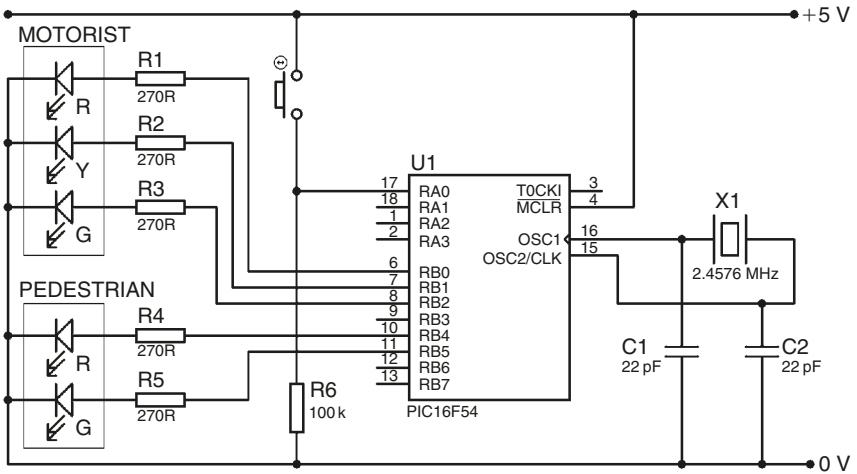 +5 V
MOTORIST
R1
270R
R
R2
270R
Y
R3
270R
G
U1
17 RA0
18 RA1
1 RA2
2 RA3
6 RB0
7 RB1
8 RB2
9 RB3
10 RB4
11 RB5
12 RB6
13 RB7
T0CKI 3
MCLR 4
OSC1 16
OSC2/CLK 15
PIC16F54
X1
2.4576 MHz
PEDESTRIAN
R4
270R
R
R5
270R
G
R6
100 k
C1
22 pF
C2
22 pF
0 V